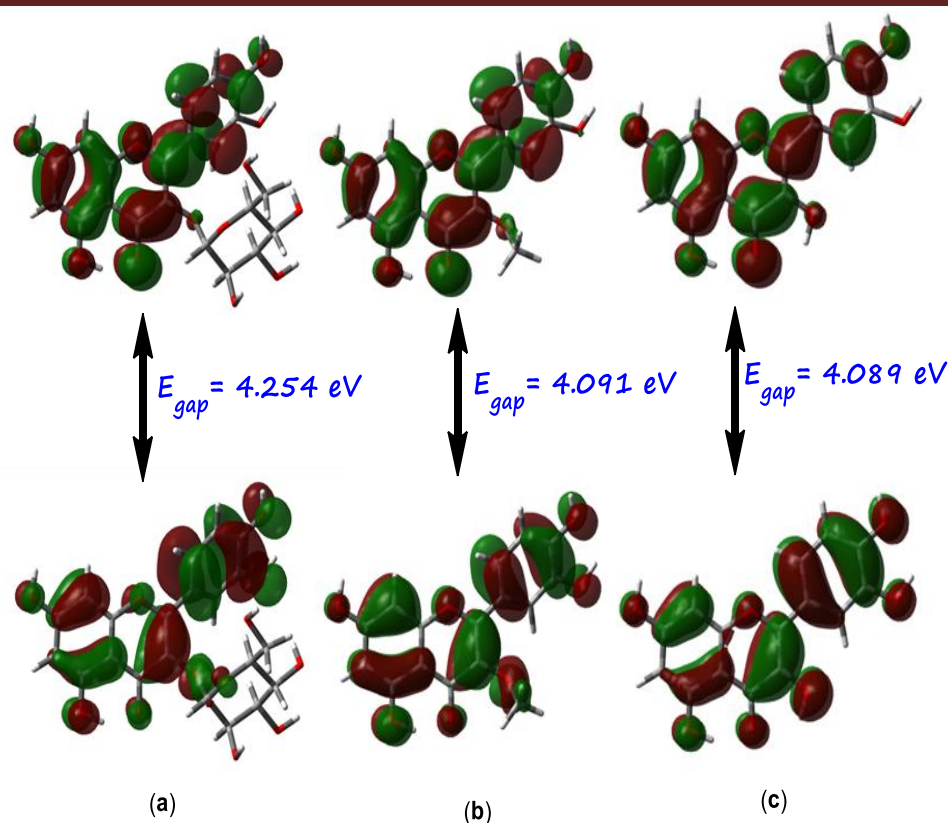 E gap = 4.254 eV
E gap = 4.091 eV
E gap = 4.089 eV
(a)
(b)
(c)